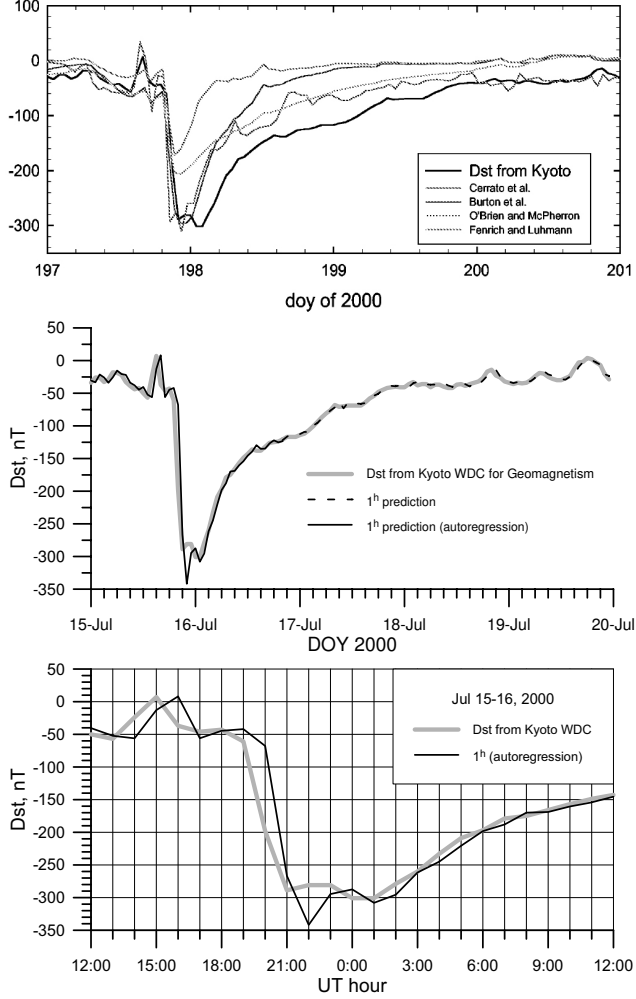 100
0
-100
-200
-300
Dst from Kyoto
Cerrato et al.
Burton et al.
O'Brien and McPherron
Fenrich and Luhmann
197 198 199 200 201
doy of 2000
50
0
-50
-100
-150
-200
-250
-300
-350
Dst, nT
Dst from Kyoto WDC for Geomagnetism
1h prediction
1h prediction (autoregression)
15-Jul 16-Jul 17-Jul 18-Jul 19-Jul 20-Jul
DOY 2000
50
0
-50
-100
-150
-200
-250
-300
-350
Dst, nT
Jul 15-16, 2000
Dst from Kyoto WDC
1h (autoregression)
12:00 15:00 18:00 21:00 0:00 3:00 6:00 9:00 12:00
UT hour